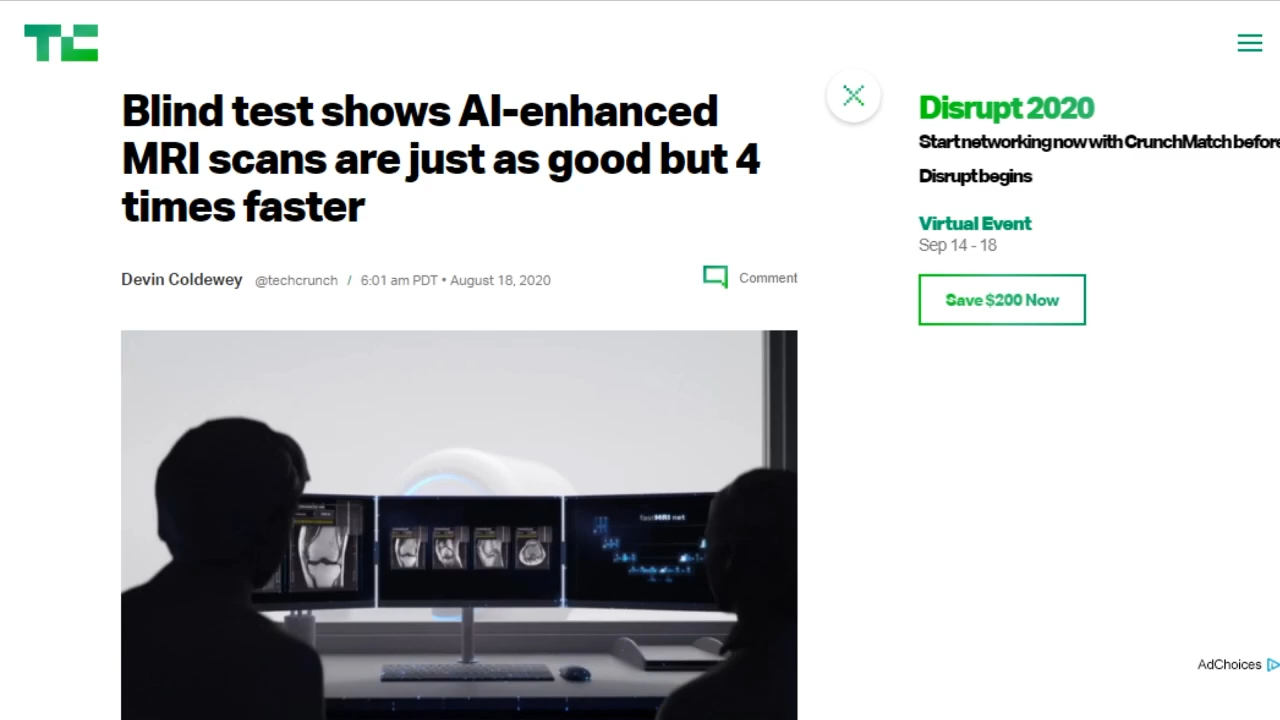 TC
Blind test shows AI-enhanced
MRI scans are just as good but 4
times faster
Devin Coldewey @techcrunch / 6:01 am PDT • August 18, 2020
Comment
fastMRI net
Disrupt 2020
Start networking now with CrunchMatch before
Disrupt begins
Virtual Event
Sep 14 - 18
Save $200 Now
AdChoices